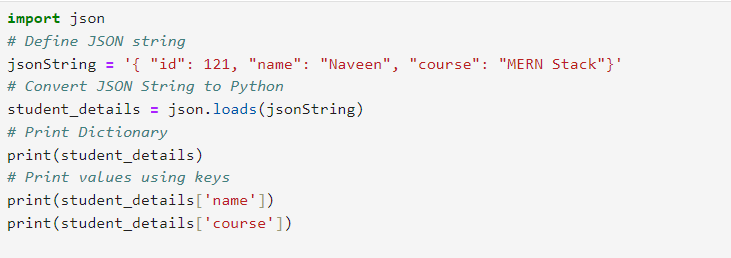 import json
# Define JSON string
jsonString = '{ "id": 121, "name": "Naveen", "course": "MERN Stack"}'
# Convert JSON String to Python
student_details = json.loads(jsonString)
# Print Dictionary
print(student_details)
# Print values using keys
print(student_details['name'])
print(student_details['course'])